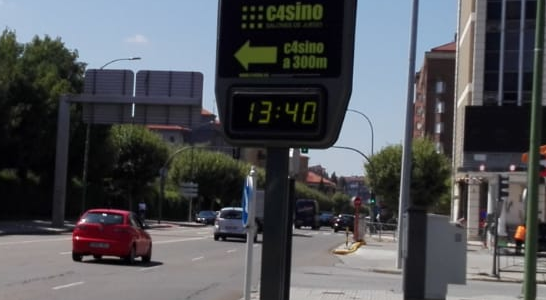 c4sino
SALONES DE JUEGO
c4sino
a 300m
13:40